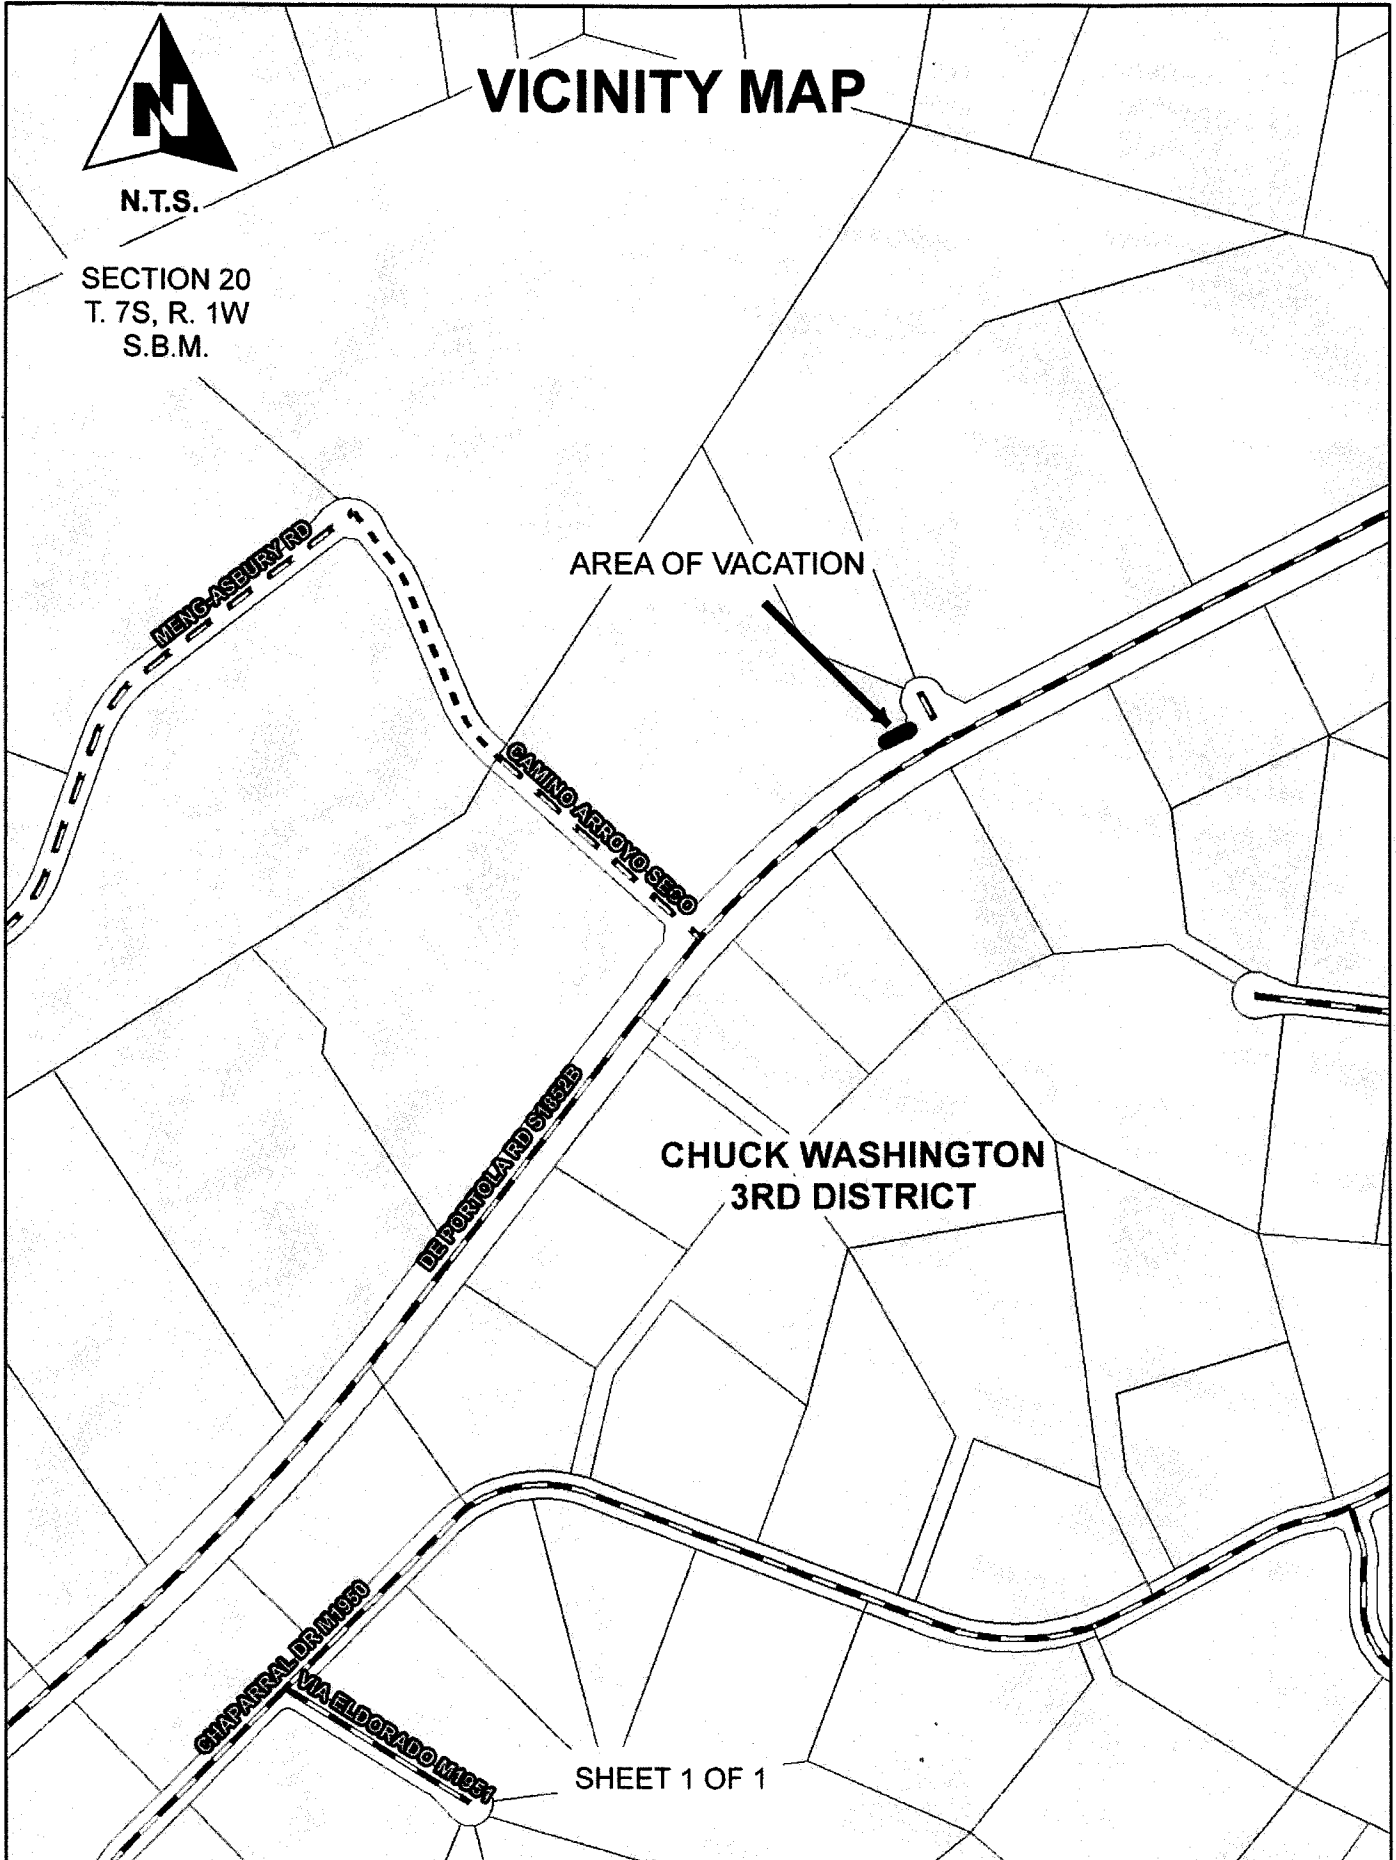 VICINITY MAP
N
N.T.S.
SECTION 20
T. 7S, R. 1W
S.B.M.
MENG-ASBURY RD
AREA OF VACATION
CAMINO ARROYO SECO
DE PORTOLA RD S1852B
CHUCK WASHINGTON
3RD DISTRICT
CHAPARRAL DR M1950
VIA ELDORADO M1951
SHEET 1 OF 1